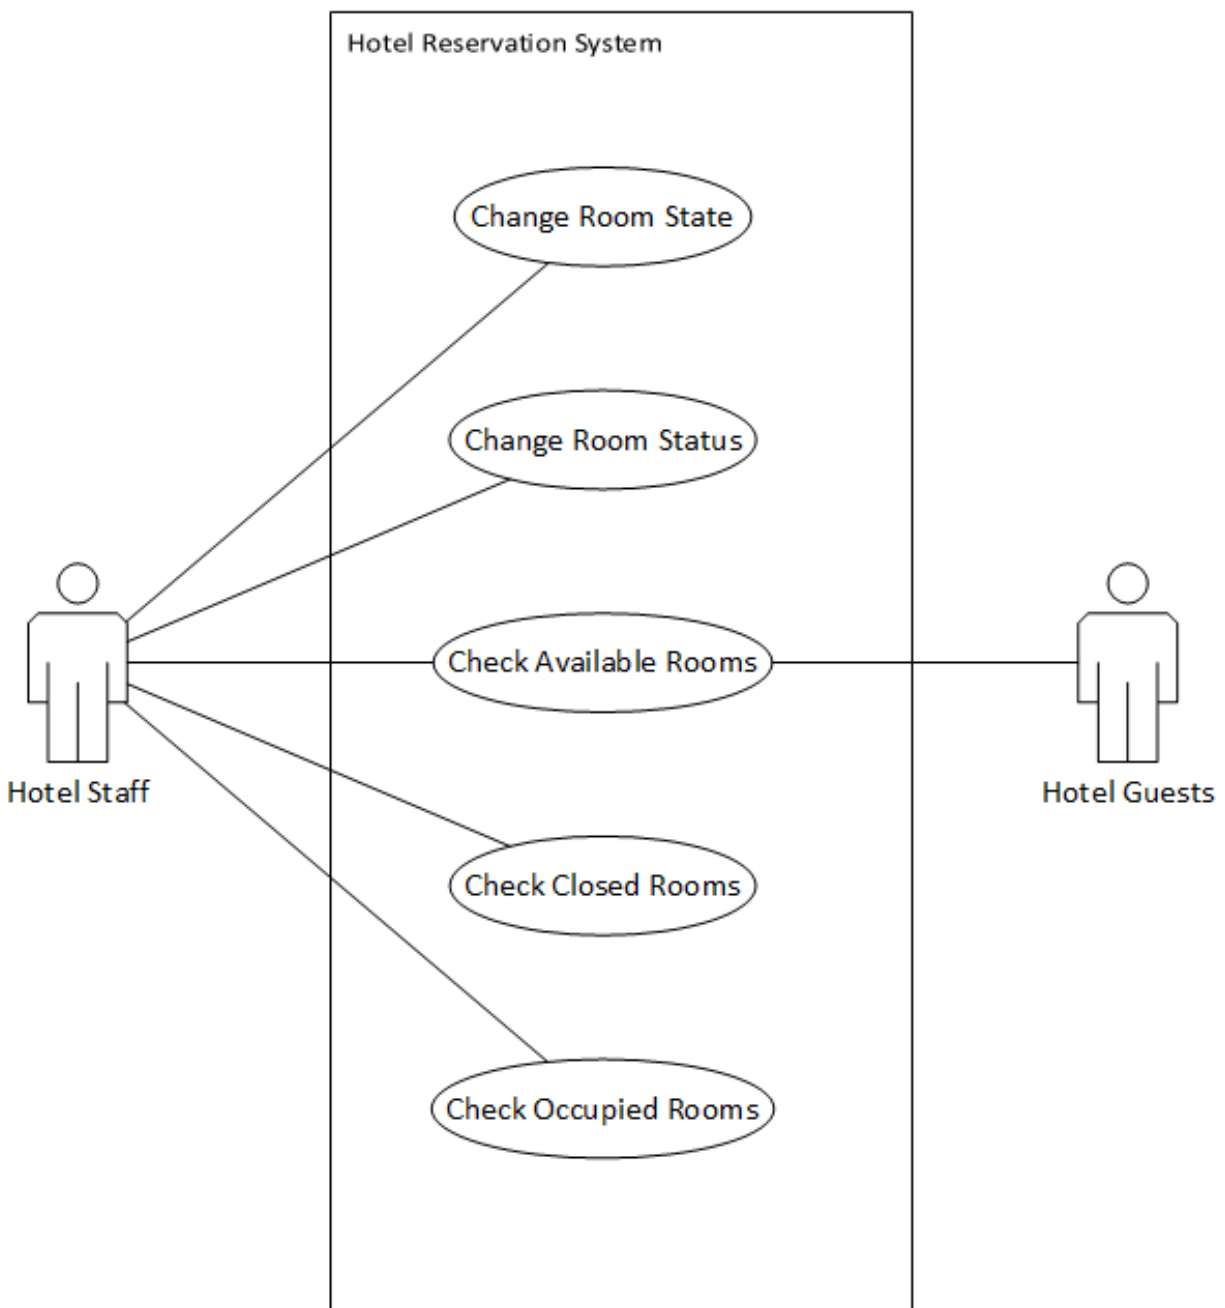 Hotel Reservation System
Change Room State
Change Room Status
Check Available Rooms
Hotel Staff
Hotel Guests
Check Closed Rooms
Check Occupied Rooms